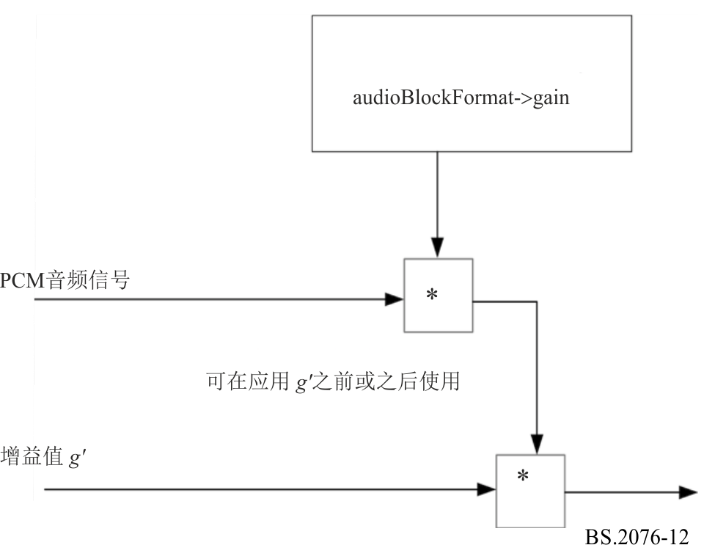 audioBlockFormat->gain
PCM音频信号
*
可在应用 g'之前或之后使用
增益值 g'
*
BS.2076-12